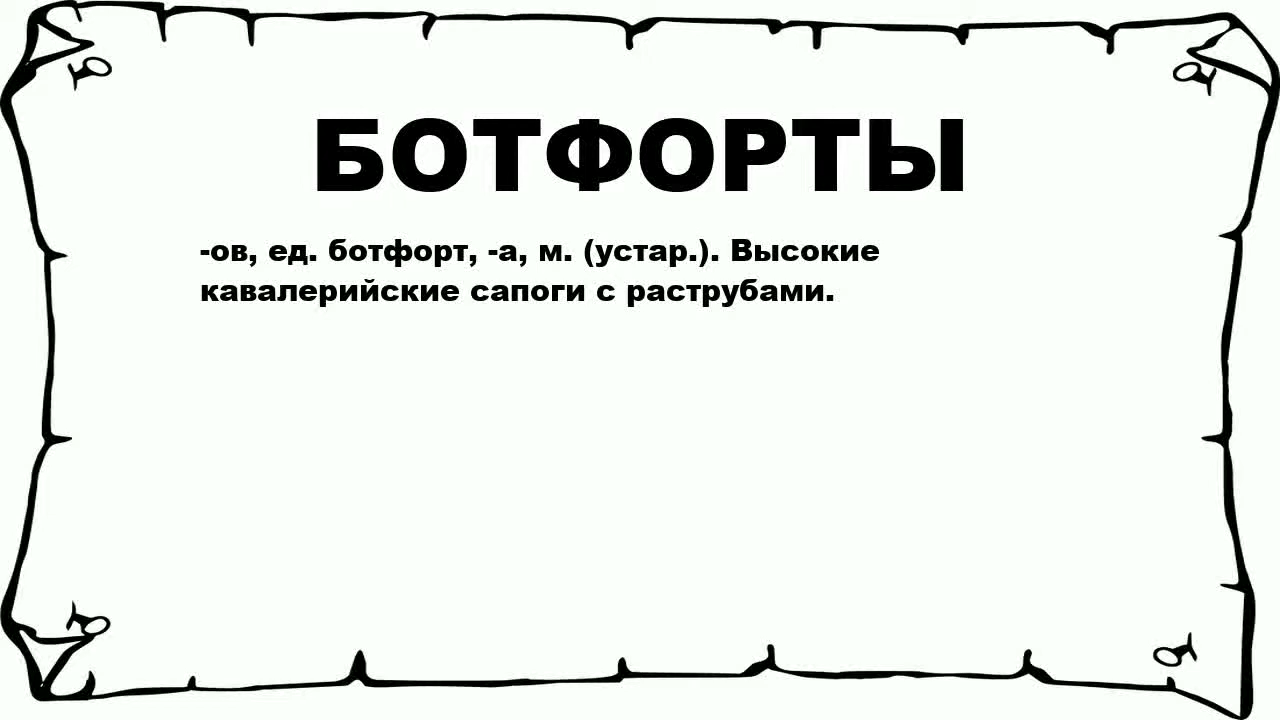 БОТФОРТЫ
-ов, ед. ботфорт, -а, м. (устар.). Высокие
кавалерийские сапоги с раструбами.